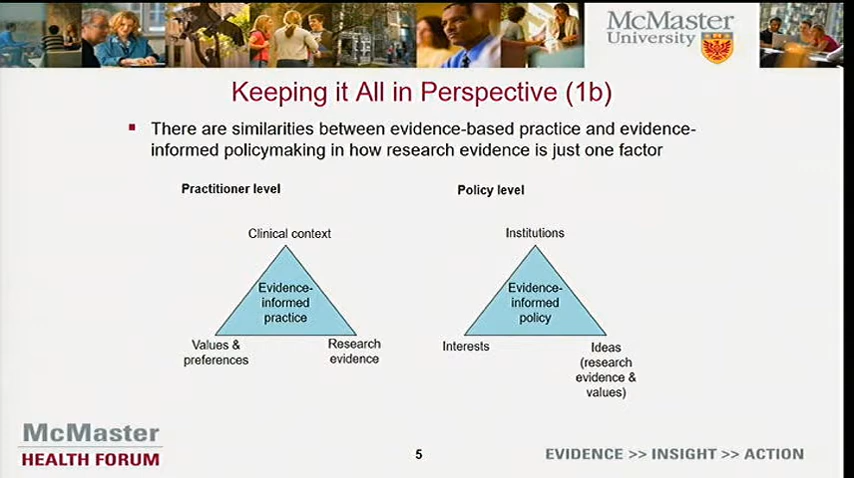 McMaster
University
Keeping it All in Perspective (1b)
There are similarities between evidence-based practice and evidence-
informed policymaking in how research evidence is just one factor
Practitioner level
Clinical context
Evidence-
informed
practice
Values &
preferences
Research
evidence
Policy level
Institutions
Evidence-
informed
policy
Interests
Ideas
(research
evidence &
values)
McMaster
HEALTH FORUM
5
EVIDENCE >> INSIGHT >> ACTION